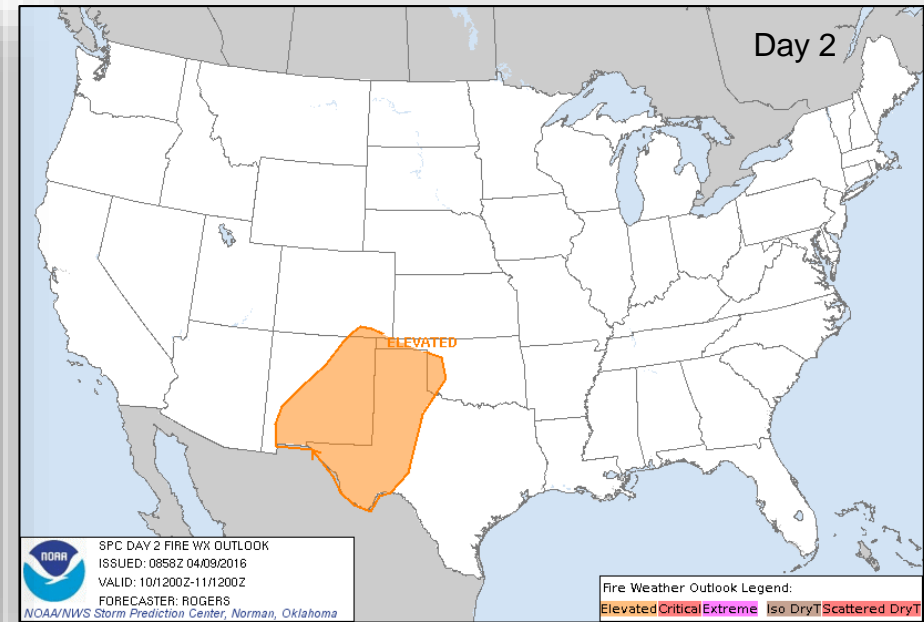 Day 2
ELEVATED
NOAA
SPC DAY 2 FIRE WX OUTLOOK
ISSUED: 0858Z 04/09/2016
VALID: 10/1200Z-11/1200Z
FORECASTER: ROGERS
NOAA/NWS Storm Prediction Center, Norman, Oklahoma
Fire Weather Outlook Legend:
Elevated Critical Extreme Iso DryT Scattered DryT